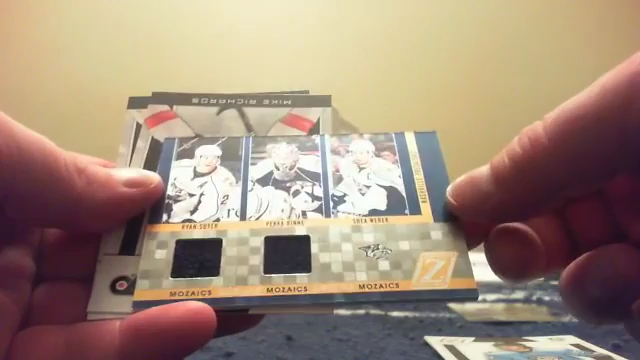 MIKE RICHARDS
NASHVILLE PREDATORS
RYAN SUTER
PEKKA RINNE
SHEA WEBER
Z
MOZAICS
MOZAICS
MOZAICS